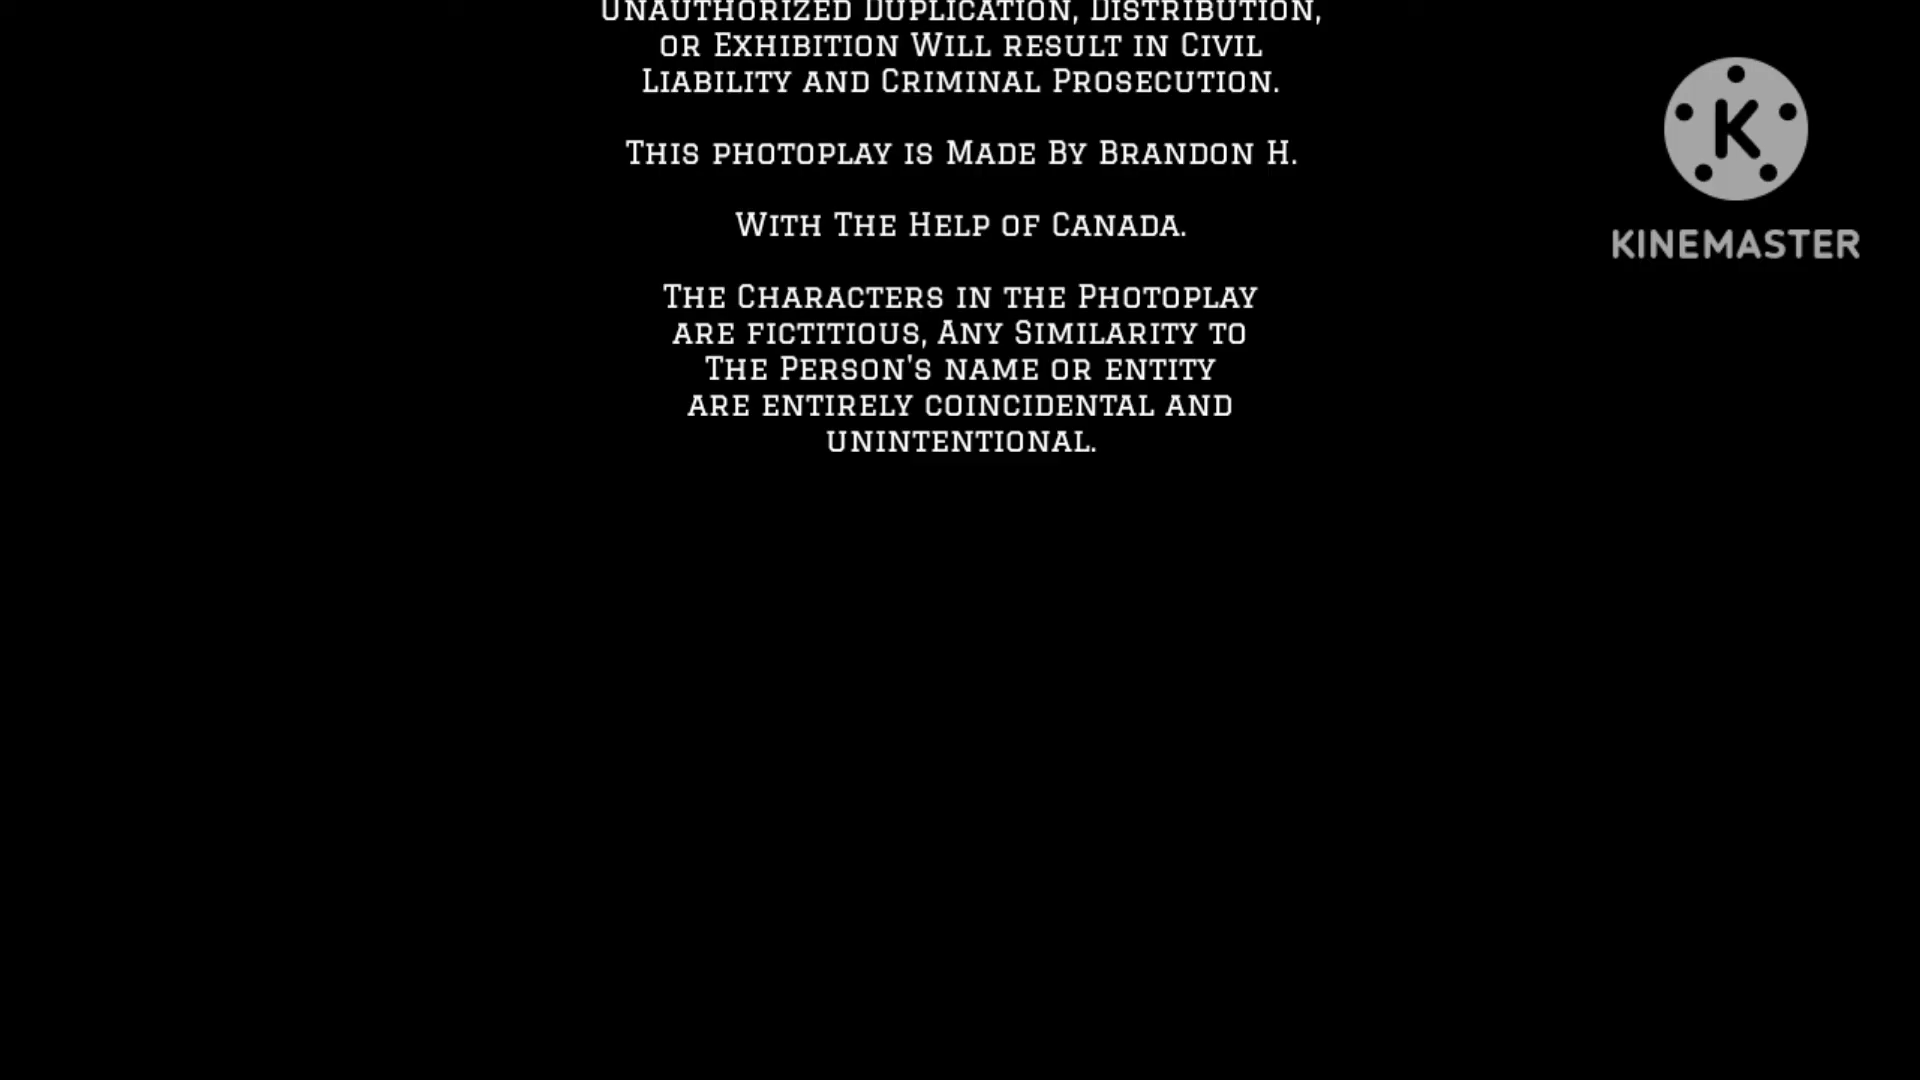 Unauthorized Duplication, Distribution,
or Exhibition Will result in Civil
Liability and Criminal Prosecution.
This photoplay is Made By Brandon H.
With The Help of Canada.
The Characters in the Photoplay
are fictitious, Any Similarity to
The Person's name or entity
are entirely coincidental and
unintentional.
K
KINEMASTER